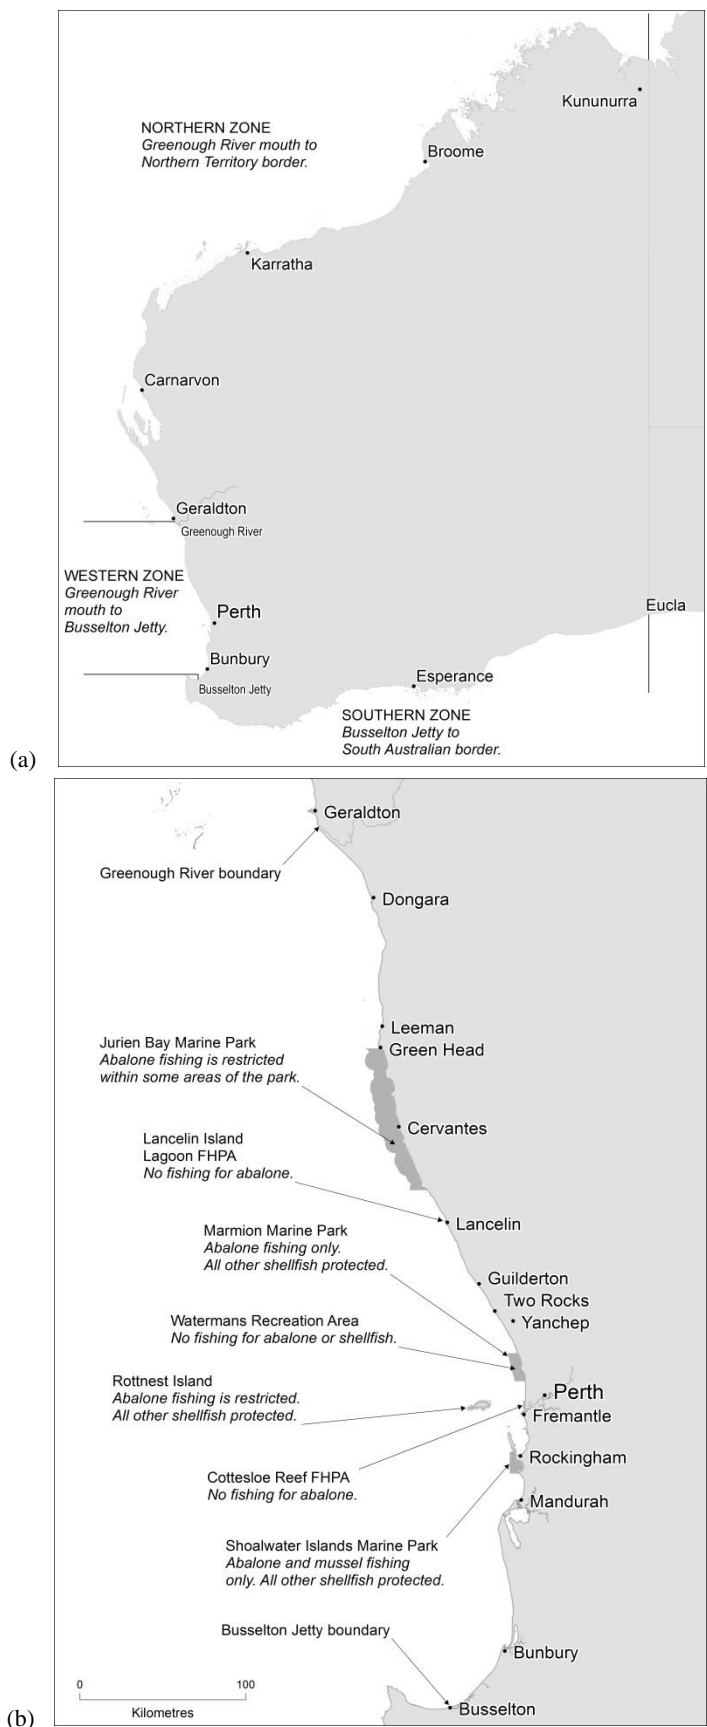 Kununurra
NORTHERN ZONE
Greenough River mouth to
Northern Territory border.
Broome
Karratha
Carnarvon
Geraldton
Greenough River
WESTERN ZONE
Greenough River
mouth to
Busselton Jetty.
Perth
Eucla
Bunbury
Busselton Jetty
Esperance
SOUTHERN ZONE
Busselton Jetty to
South Australian border.
(a)
Geraldton
Greenough River boundary
Dongara
Leeman
Green Head
Jurien Bay Marine Park
Abalone fishing is restricted
within some areas of the park.
Cervantes
Lancelin Island
Lagoon FHPA
No fishing for abalone.
Lancelin
Marmion Marine Park
Abalone fishing only.
All other shellfish protected.
Guilderton
Two Rocks
Yanchep
Watermans Recreation Area
No fishing for abalone or shellfish.
Rottnest Island
Abalone fishing is restricted.
All other shellfish protected.
Perth
Fremantle
Cottesloe Reef FHPA
No fishing for abalone.
Rockingham
Mandurah
Shoalwater Islands Marine Park
Abalone and mussel fishing
only. All other shellfish protected.
Busselton Jetty boundary
Bunbury
Busselton
0 100
Kilometres
(b)